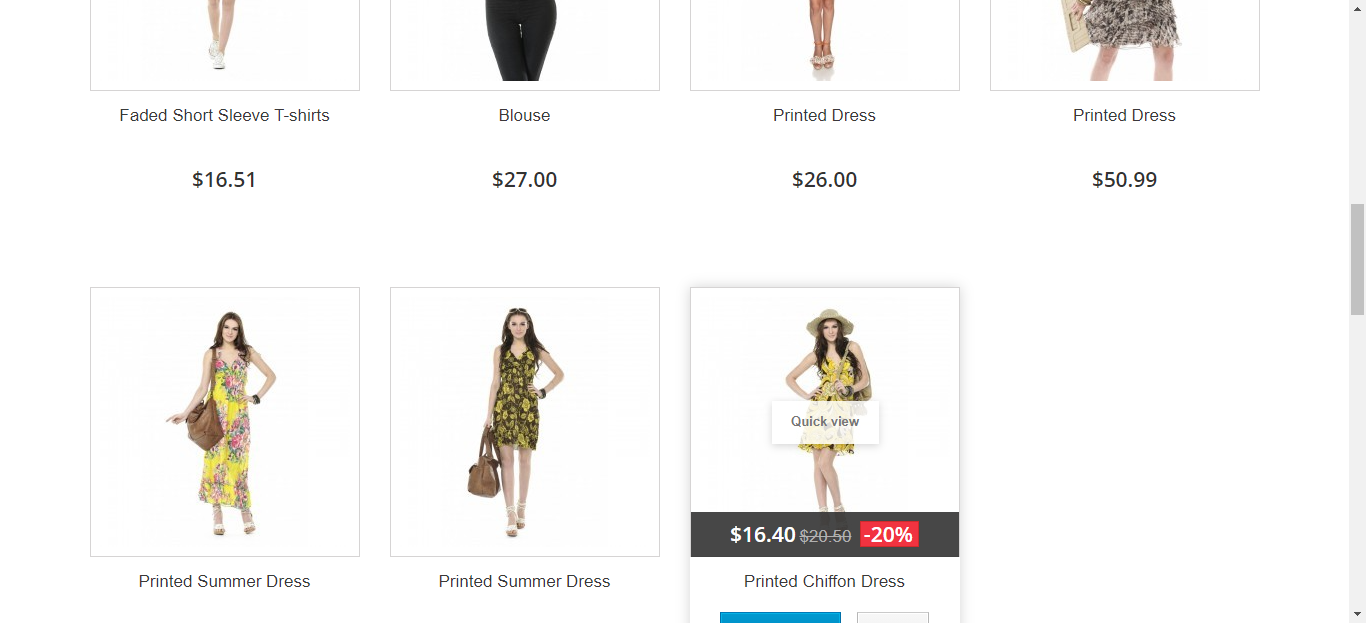 Faded Short Sleeve T-shirts
Blouse
Printed Dress
Printed Dress
$16.51
$27.00
$26.00
$50.99
Quick view
$16.40 $20.50 -20%
Printed Summer Dress
Printed Summer Dress
Printed Chiffon Dress